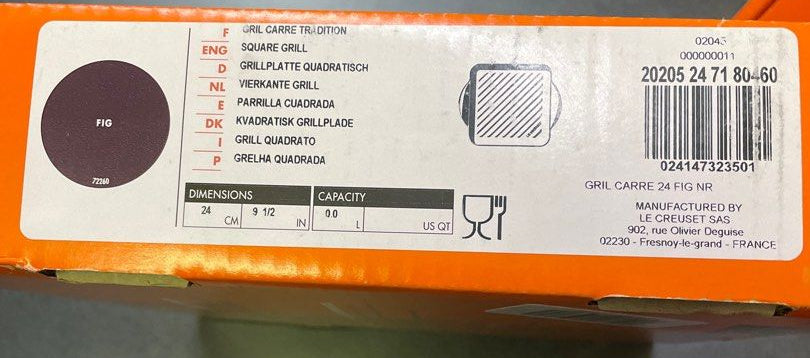 FIG
72260
F GRIL CARRE TRADITION
ENG SQUARE GRILL
D GRILLPLATTE QUADRATISCH
NL VIERKANTE GRILL
E PARRILLA CUADRADA
DK KVADRATISK GRILLPLADE
I GRILL QUADRATO
P GRELHA QUADRADA
DIMENSIONS
24 CM 9 1/2 IN
CAPACITY
0.0 L US QT
02043
000000011
20205 24 71 80460
024147323501
GRIL CARRE 24 FIG NR
MANUFACTURED BY
LE CREUSET SAS
902, rue Olivier Deguise
02230 - Fresnoy-le-grand - FRANCE